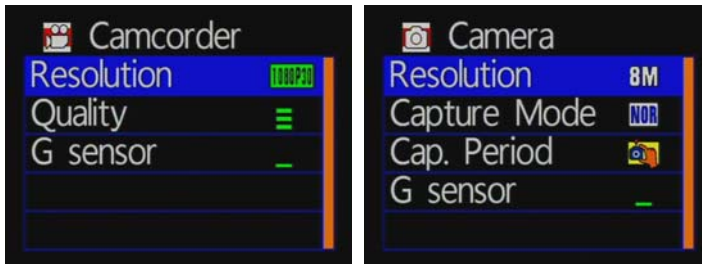 Camcorder
Resolution 1080P30
Quality
G sensor
Camera
Resolution 8M
Capture Mode NOR
Cap. Period
G sensor